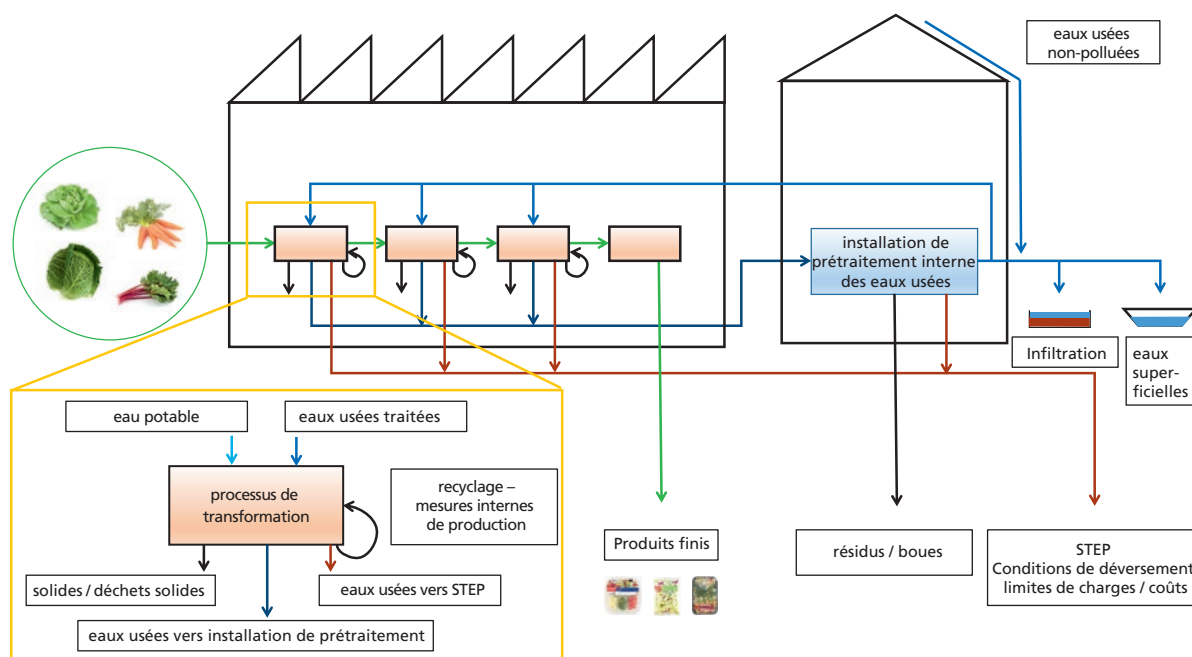 eaux usées
non-polluées
installation de
prétraitement interne
des eaux usées
Infiltration
eaux
super-
ficielles
eau potable
eaux usées traitées
processus de
transformation
recyclage –
mesures internes
de production
solides / déchets solides
eaux usées vers STEP
eaux usées vers installation de prétraitement
Produits finis
résidus / boues
STEP
Conditions de déversement
limites de charges / coûts